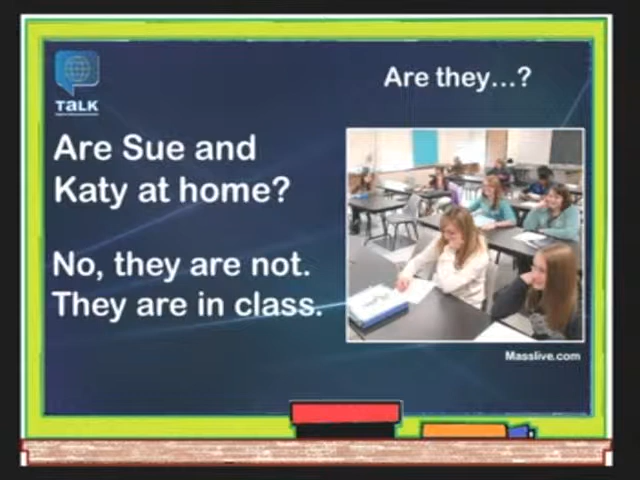 TALK
Are they...?
Are Sue and
Katy at home?
No, they are not.
They are in class.
Masslive.com